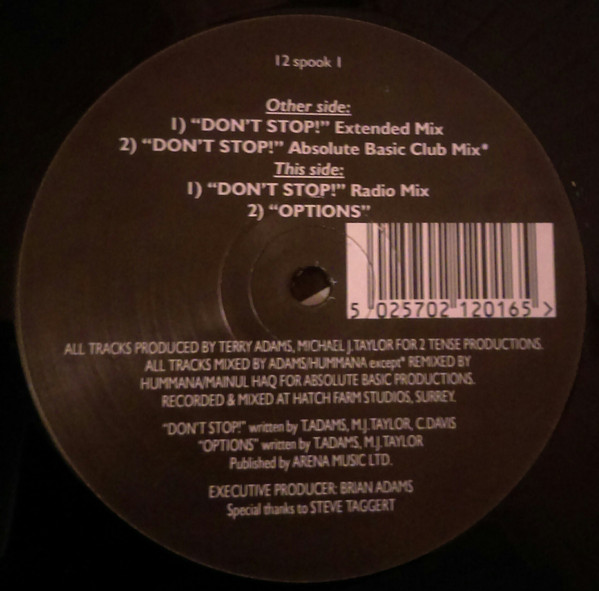 12 spook 1
Other side:
1) "DON'T STOP!" Extended Mix
2) "DON'T STOP!" Absolute Basic Club Mix*
This side:
1) "DON'T STOP!" Radio Mix
2) "OPTIONS"
5 025702 120165 >
ALL TRACKS PRODUCED BY TERRY ADAMS, MICHAEL J.TAYLOR FOR 2 TENSE PRODUCTIONS.
ALL TRACKS MIXED BY ADAMS/HUMMANA except* REMIXED BY
HUMMANA/MAINUL HAQ FOR ABSOLUTE BASIC PRODUCTIONS.
RECORDED & MIXED AT HATCH FARM STUDIOS, SURREY.
"DON'T STOP!" written by T.ADAMS, M.J.TAYLOR, C.DAVIS
"OPTIONS" written by T.ADAMS, M.J.TAYLOR
Published by ARENA MUSIC LTD.
EXECUTIVE PRODUCER: BRIAN ADAMS
Special thanks to STEVE TAGGERT